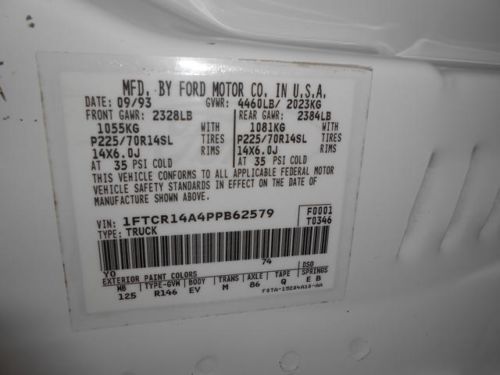 MFD. BY FORD MOTOR CO. IN U.S.A.
DATE: 09/93 GVWR: 4460LB/ 2023KG
FRONT GAWR: 2328LB REAR GAWR: 2384LB
1055KG WITH 1081KG WITH
P225/70R14SL TIRES P225/70R14SL TIRES
14X6.0J RIMS 14X6.0J RIMS
AT 35 PSI COLD AT 35 PSI COLD
THIS VEHICLE CONFORMS TO ALL APPLICABLE FEDERAL MOTOR
VEHICLE SAFETY STANDARDS IN EFFECT ON THE DATE OF
MANUFACTURE SHOWN ABOVE.
VIN: 1FTCR14A4PPB62579 F0001
TYPE: TRUCK T0346
YO 74 DSO
EXTERIOR PAINT COLORS
WB TYPE-GVW BODY TRANS AXLE TAPE SPRINGS
125 R146 EV M 86 Q E B